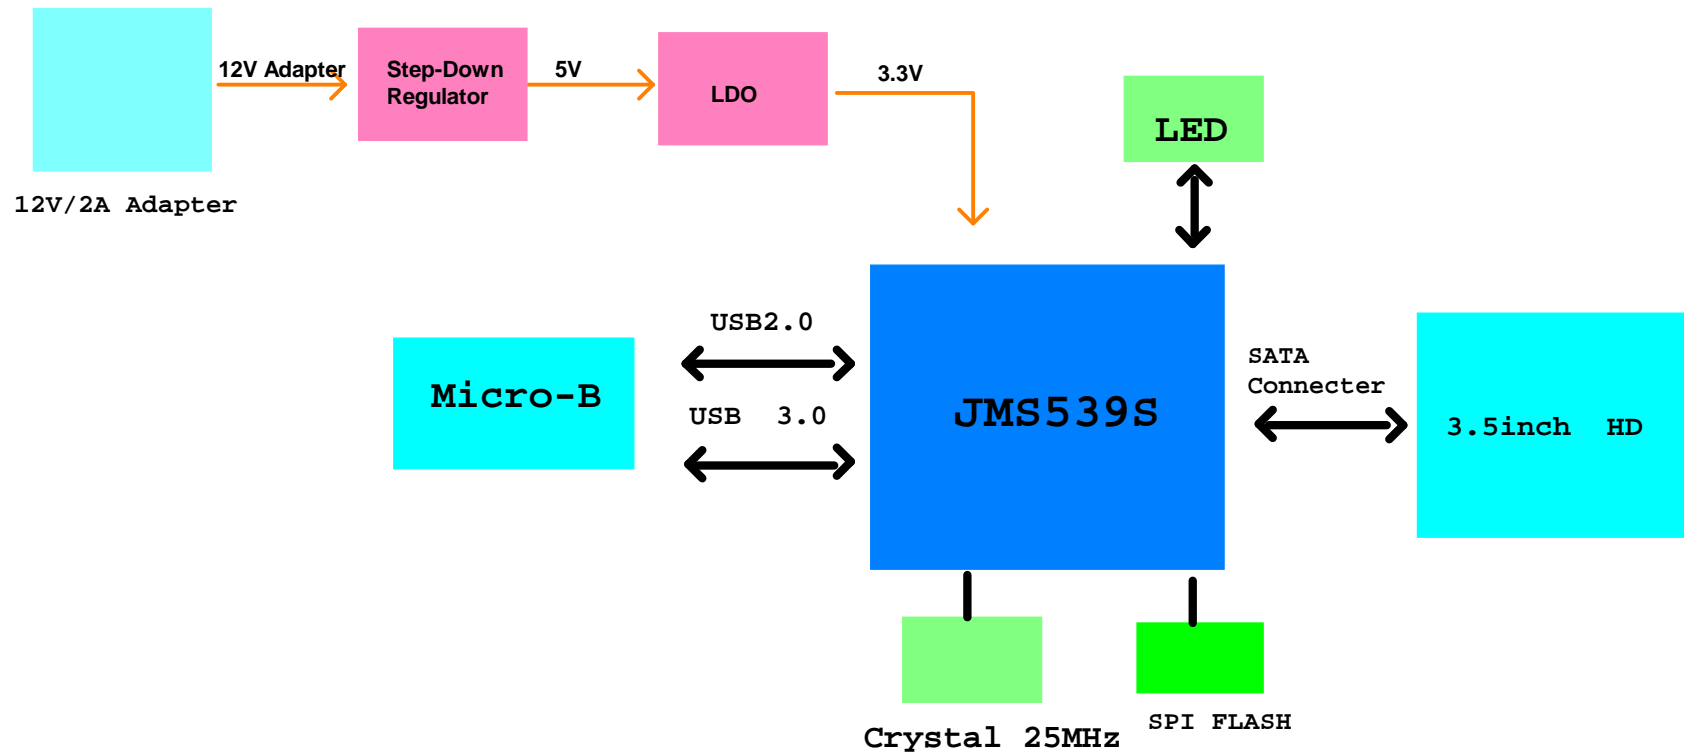 12V Adapter
Step-Down
Regulator
5V
LDO
3.3V
LED
12V/2A Adapter
USB2.0
Micro-B
USB 3.0
JMS539S
SATA
Connecter
3.5inch HD
Crystal 25MHz
SPI FLASH